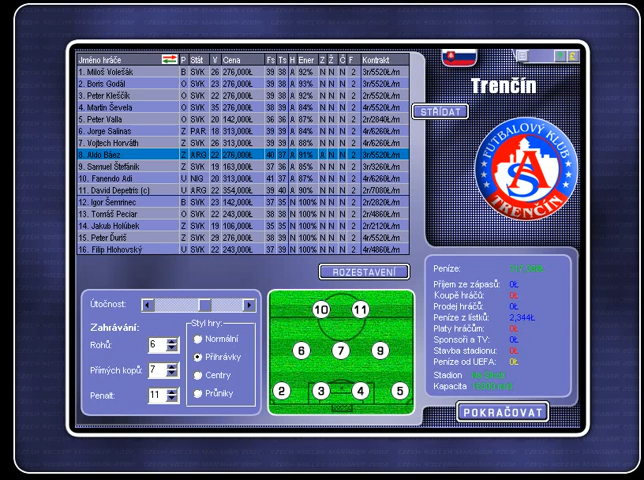 Jméno hráče P Stát V Cena Fs Ts H Ener Z Ž Č F Kontrakt
1. Miloš Volešák B SVK 26 276,000Ł 39 38 A 92% N N N 2 3r/5520Ł/m
2. Boris Godál O SVK 23 276,000Ł 39 38 A 93% N N N 2 3r/5520Ł/m
3. Peter Kleščík O SVK 22 276,000Ł 39 38 A 92% N N N 2 3r/5520Ł/m
4. Martin Ševela O SVK 35 276,000Ł 39 39 A 84% N N N 2 4r/5520Ł/m
5. Peter Valla O SVK 20 142,000Ł 36 36 A 87% N N N 2 2r/2840Ł/m
6. Jorge Salinas Z PAR 18 313,000Ł 39 39 A 84% N N N 2 4r/6260Ł/m
7. Vojtech Horváth Z SVK 26 313,000Ł 39 39 A 88% N N N 2 4r/6260Ł/m
8. Aldo Báez Z ARG 22 276,000Ł 40 37 A 91% N N N 2 3r/5520Ł/m
9. Samuel Štefánik Z SVK 19 163,000Ł 37 36 A 85% N N N 2 3r/3260Ł/m
10. Fanendo Adi U NIG 20 313,000Ł 41 37 A 87% N N N 2 4r/6260Ł/m
11. David Depetris (c) U ARG 22 354,000Ł 39 40 A 90% N N N 2 2r/7080Ł/m
12. Igor Šemrinec B SVK 23 142,000Ł 37 35 N 100% N N N 2 2r/2820Ł/m
13. Tomáš Peciar O SVK 22 243,000Ł 38 38 N 100% N N N 2 2r/4860Ł/m
14. Jakub Holúbek Z SVK 19 106,000Ł 35 35 N 100% N N N 2 2r/2120Ł/m
15. Peter Ďuriš Z SVK 29 276,000Ł 38 39 N 100% N N N 2 4r/5520Ł/m
16. Filip Hlohovský U SVK 22 243,000Ł 37 37 N 100% N N N 2 4r/4860Ł/m
Trenčín
STŘÍDAT
FUTBALOVÝ KLUB
AS
TRENČÍN
ROZESTAVENÍ
Útočnost:
Zahrávání:
Rohů: 6
Přímých kopů: 7
Penalt: 11
Styl hry:
Normální
Přihrávky
Centry
Průniky
10 11
6 7 9
2 3 4 5
Peníze:
Příjem ze zápasů: 0Ł
Koupě hráčů: 0Ł
Prodej hráčů: 0Ł
Peníze z lístků: 2,344Ł
Platy hráčům: 0Ł
Sponsoři a TV: 0Ł
Stavba stadionu: 0Ł
Peníze od UEFA: 0Ł
Stadion
Kapacita
POKRAČOVAT